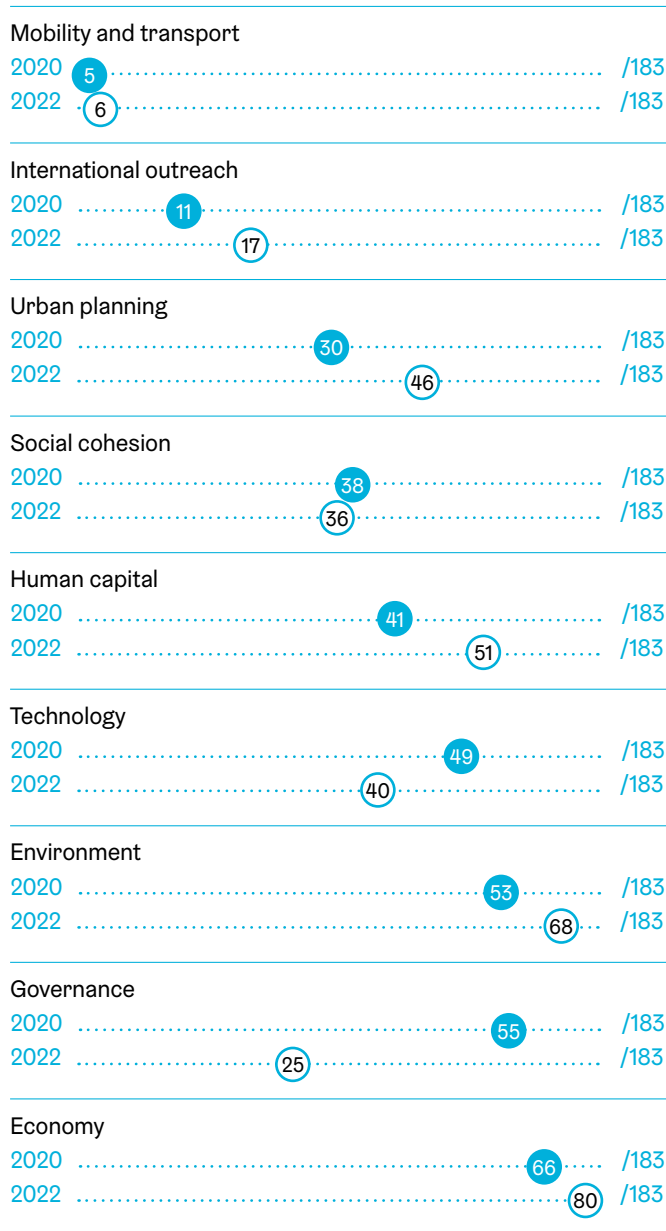 Mobility and transport
2020 5 /183
2022 6 /183
International outreach
2020 11 /183
2022 17 /183
Urban planning
2020 30 /183
2022 46 /183
Social cohesion
2020 38 /183
2022 36 /183
Human capital
2020 41 /183
2022 51 /183
Technology
2020 49 /183
2022 40 /183
Environment
2020 53 /183
2022 68 /183
Governance
2020 55 /183
2022 25 /183
Economy
2020 66 /183
2022 80 /183